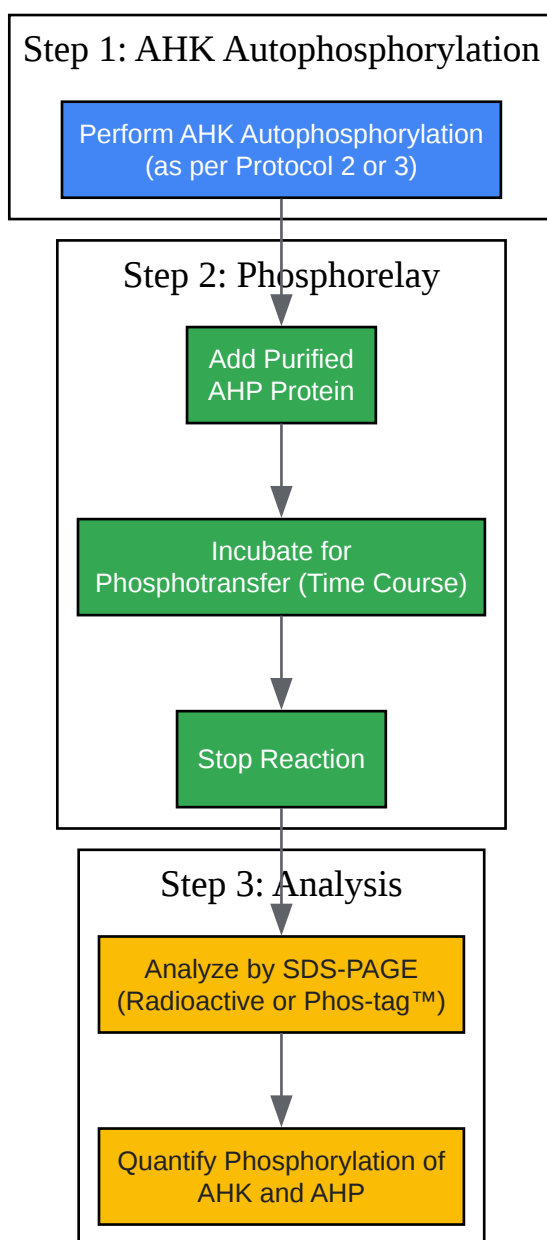 Step 1: AHK Autophosphorylation
Perform AHK Autophosphorylation
(as per Protocol 2 or 3)
Step 2: Phosphorelay
Add Purified
AHP Protein
Incubate for
Phosphotransfer (Time Course)
Stop Reaction
Step 3: Analysis
Analyze by SDS-PAGE
(Radioactive or Phos-tag™)
Quantify Phosphorylation of
AHK and AHP